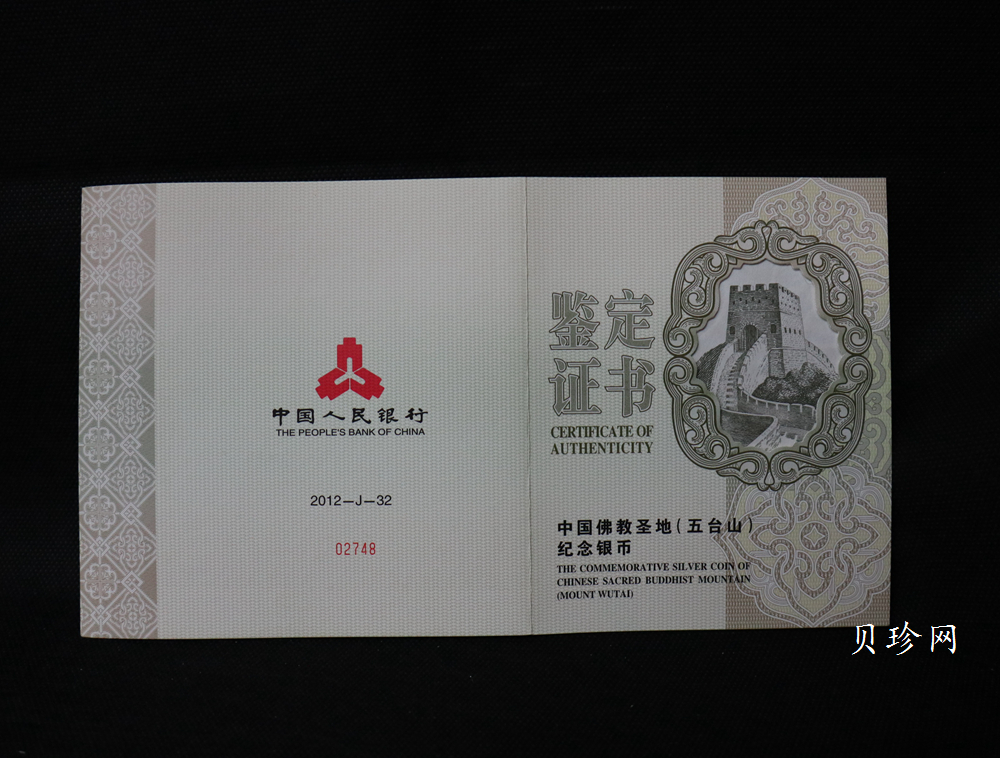 中国人民银行
THE PEOPLE'S BANK OF CHINA
2012—J—32
02748
鉴定
证书
CERTIFICATE OF
AUTHENTICITY
中国佛教圣地(五台山)
纪念银币
THE COMMEMORATIVE SILVER COIN OF
CHINESE SACRED BUDDHIST MOUNTAIN
(MOUNT WUTAI)
贝珍网